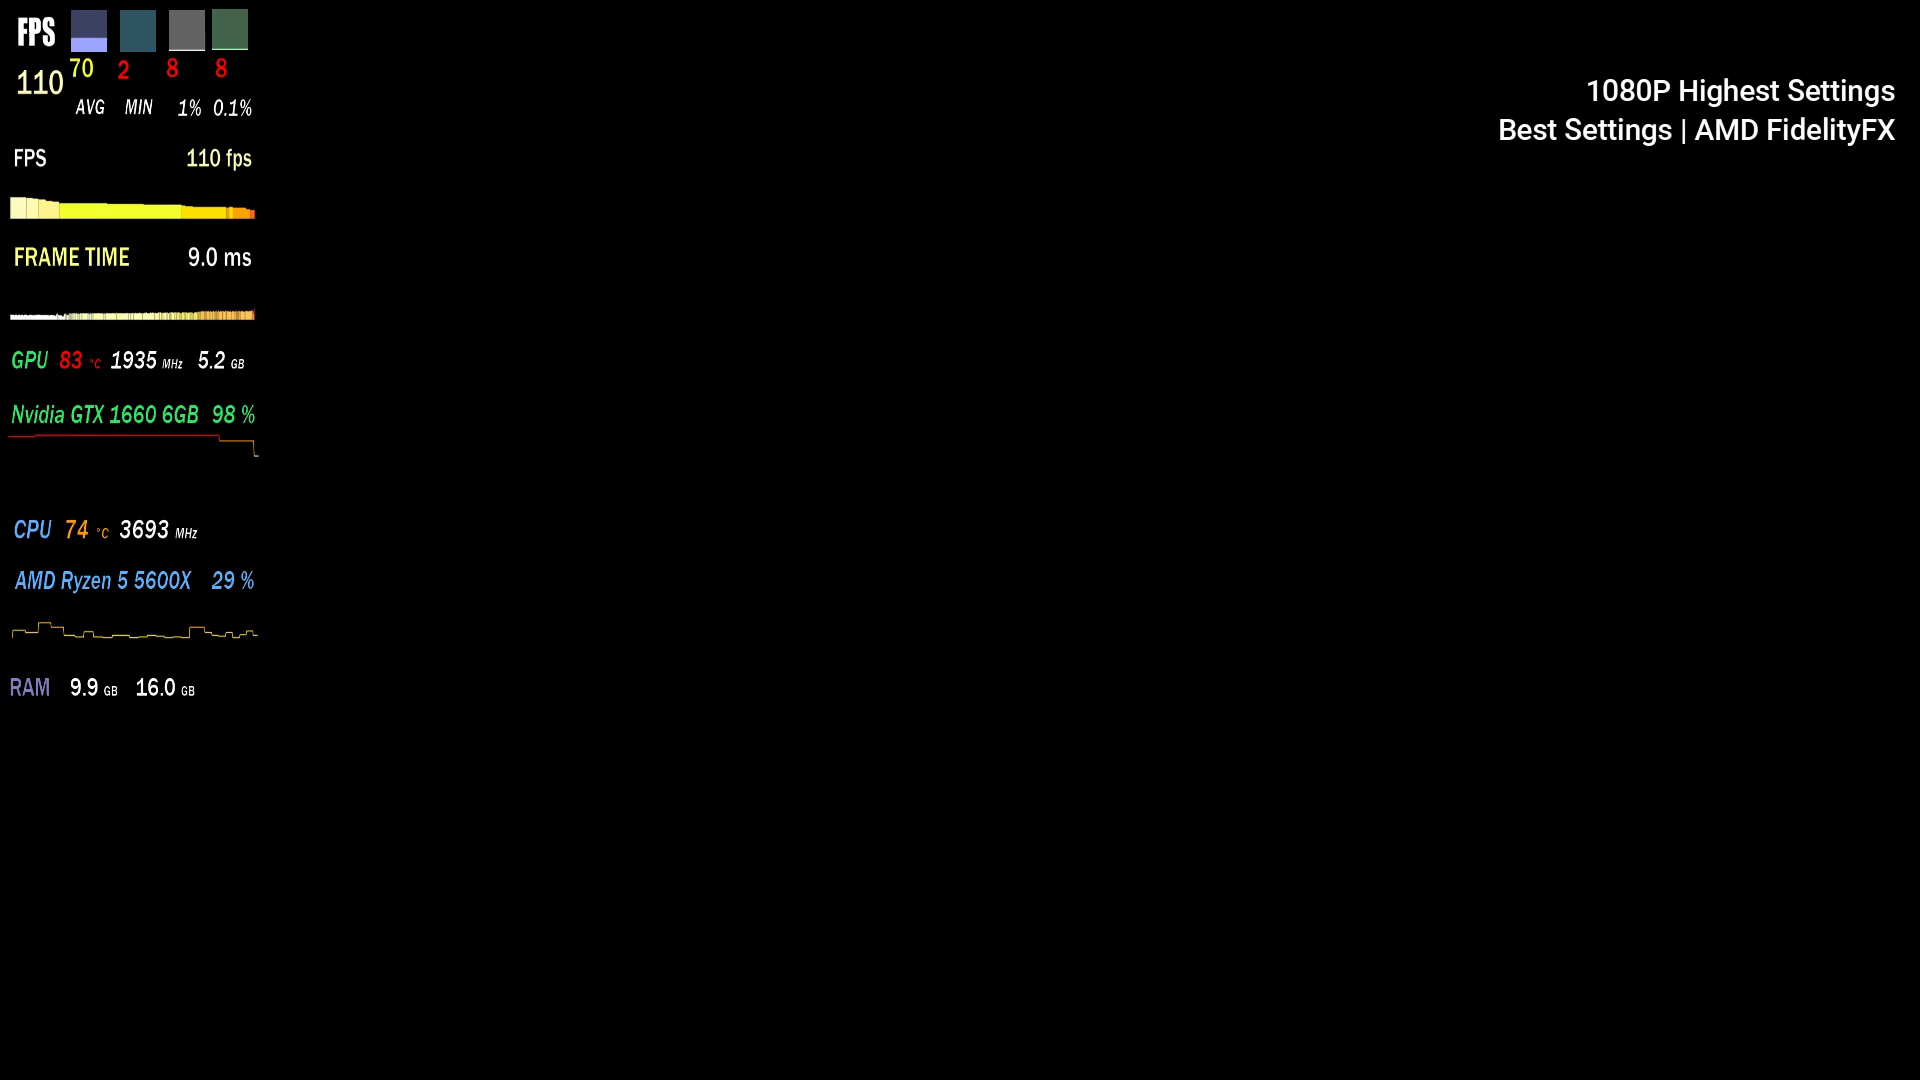 FPS
110 70 2 8 8
AVG MIN 1% 0.1%
FPS 110 fps
FRAME TIME 9.0 ms
GPU 83 °C 1935 MHz 5.2 GB
Nvidia GTX 1660 6GB 98 %
CPU 74 °C 3693 MHz
AMD Ryzen 5 5600X 29 %
RAM 9.9 GB 16.0 GB
1080P Highest Settings
Best Settings | AMD FidelityFX